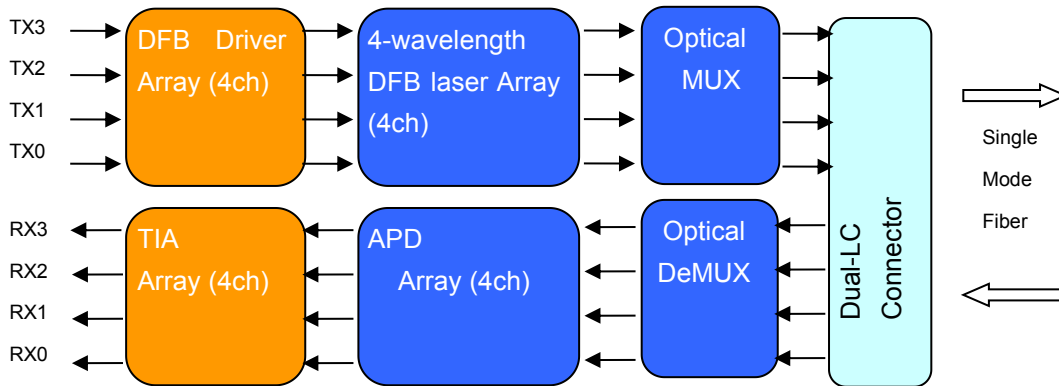 TX3
TX2
TX1
TX0
DFB Driver
Array (4ch)
4-wavelength
DFB laser Array
(4ch)
Optical
MUX
RX3
RX2
RX1
RX0
TIA
Array (4ch)
APD
Array (4ch)
Optical
DeMUX
Dual-LC
Connector
Single
Mode
Fiber